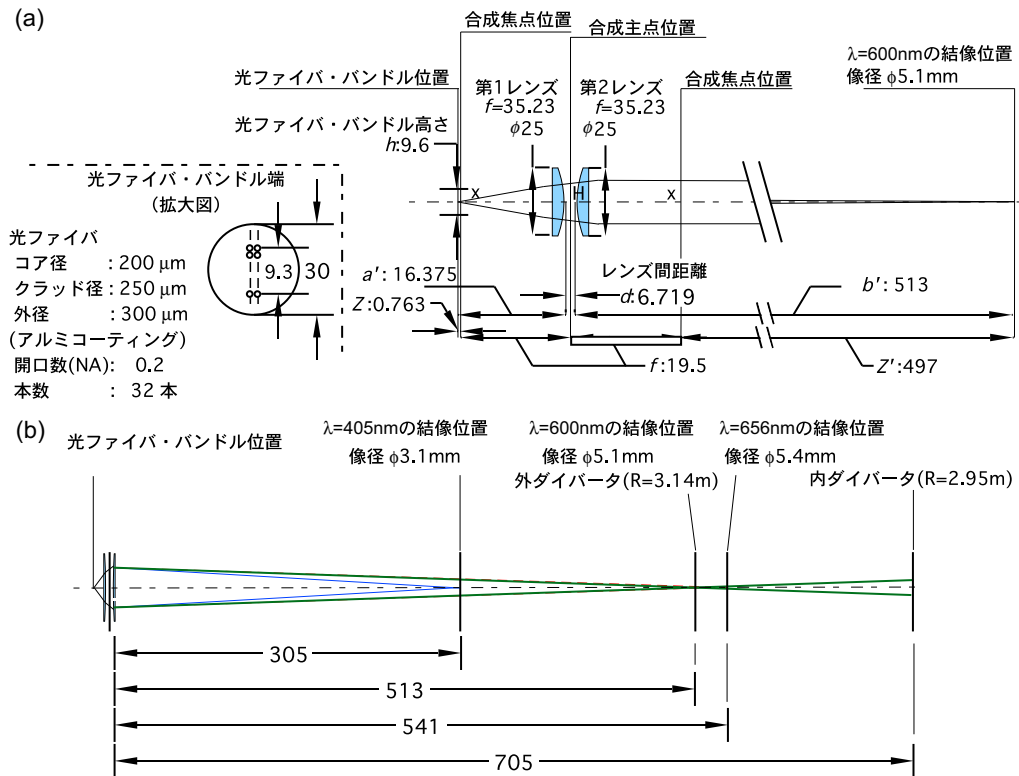 (a)
合成焦点位置
合成主点位置
λ=600nmの結像位置
像径 φ5.1mm
光ファイバ・バンドル位置
第1レンズ
f=35.23
φ25
第2レンズ
f=35.23
φ25
合成焦点位置
光ファイバ・バンドル高さ
h:9.6
光ファイバ・バンドル端
(拡大図)
x
H
x
光ファイバ
コア径 : 200 μm
クラッド径 : 250 μm
外径 : 300 μm
(アルミコーティング)
開口数(NA): 0.2
本数 : 32 本
9.3
30
a′: 16.375
Z:0.763
レンズ間距離
d:6.719
b′: 513
f:19.5
Z′:497
(b)
光ファイバ・バンドル位置
λ=405nmの結像位置
像径 φ3.1mm
λ=600nmの結像位置
像径 φ5.1mm
外ダイバータ(R=3.14m)
λ=656nmの結像位置
像径 φ5.4mm
内ダイバータ(R=2.95m)
305
513
541
705